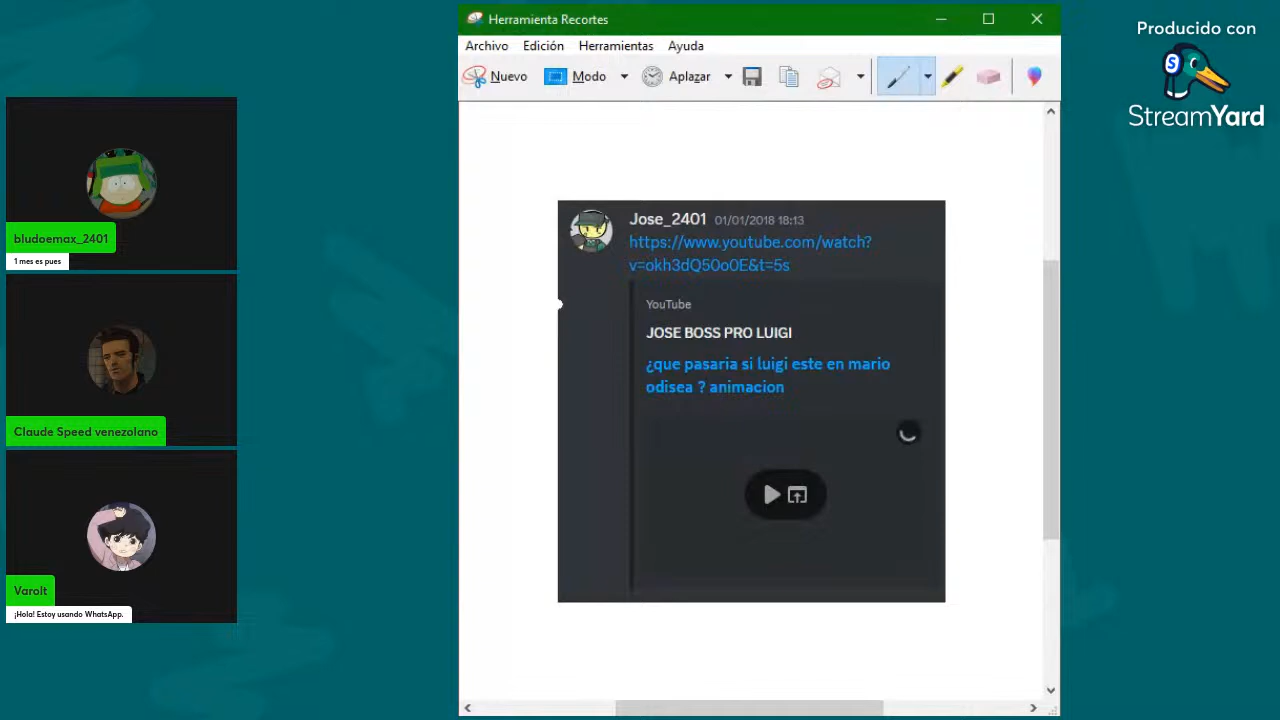 Herramienta Recortes
Archivo Edición Herramientas Ayuda
Nuevo Modo Aplazar
Producido con
StreamYard
bludoemax_2401
1 mes es pues
Claude Speed venezolano
Varolt
¡Hola! Estoy usando WhatsApp.
Jose_2401 01/01/2018 18:13
https://www.youtube.com/watch?
v=okh3dQ50o0E&t=5s
YouTube
JOSE BOSS PRO LUIGI
¿que pasaria si luigi este en mario
odisea ? animacion